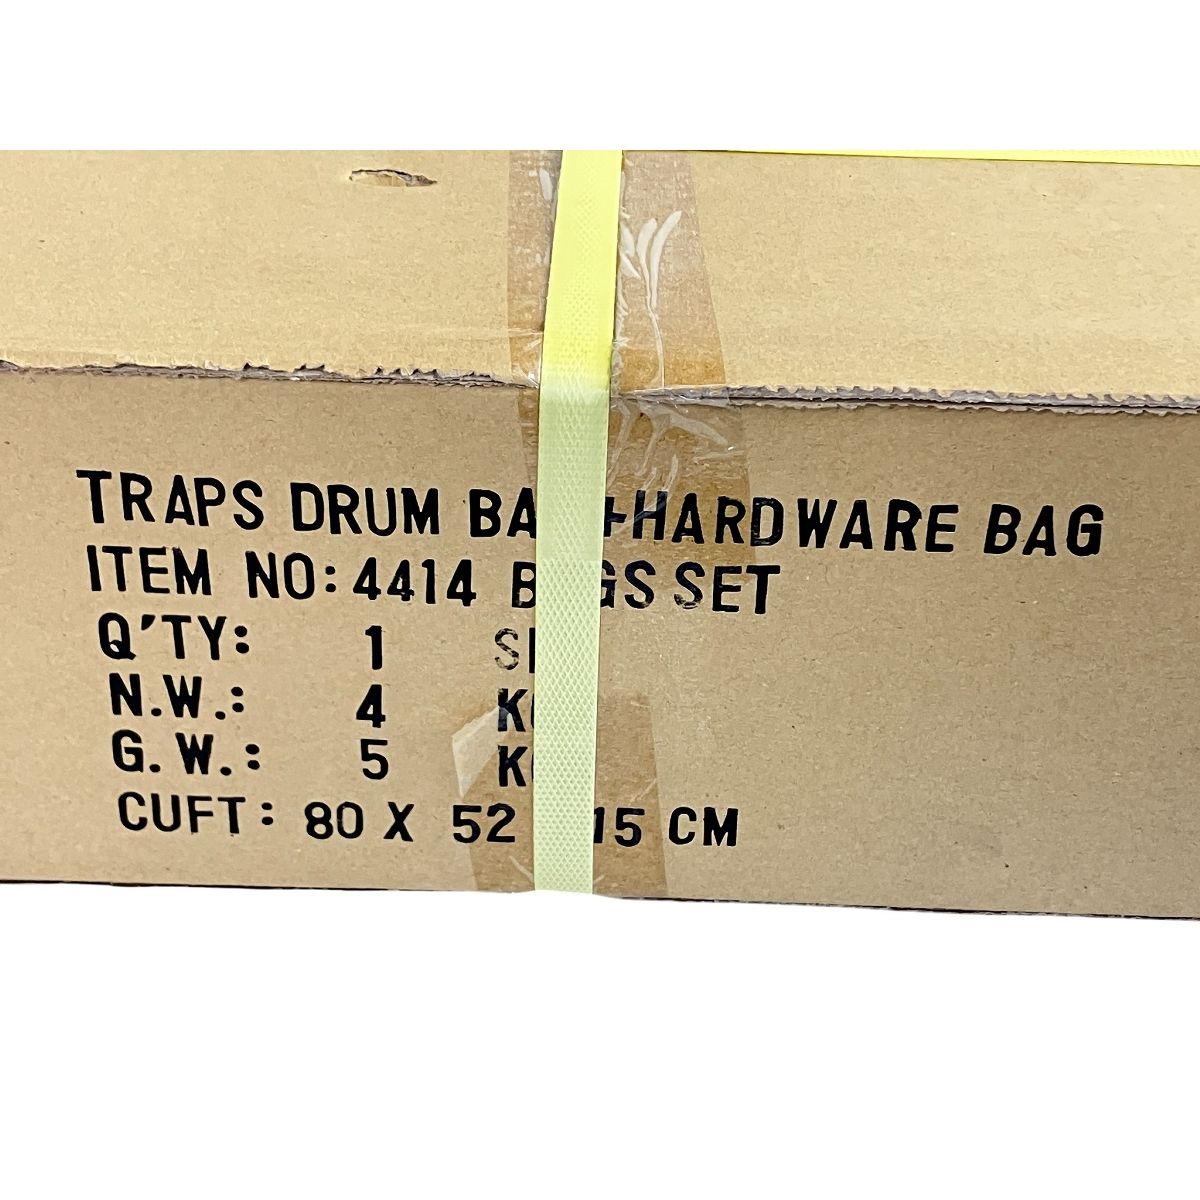 TRAPS DRUM BA +HARDWARE BAG
ITEM NO: 4414 B GS SET
Q'TY: 1 S
N.W.: 4 K
G.W.: 5 K
CUFT: 80 X 52 15 CM